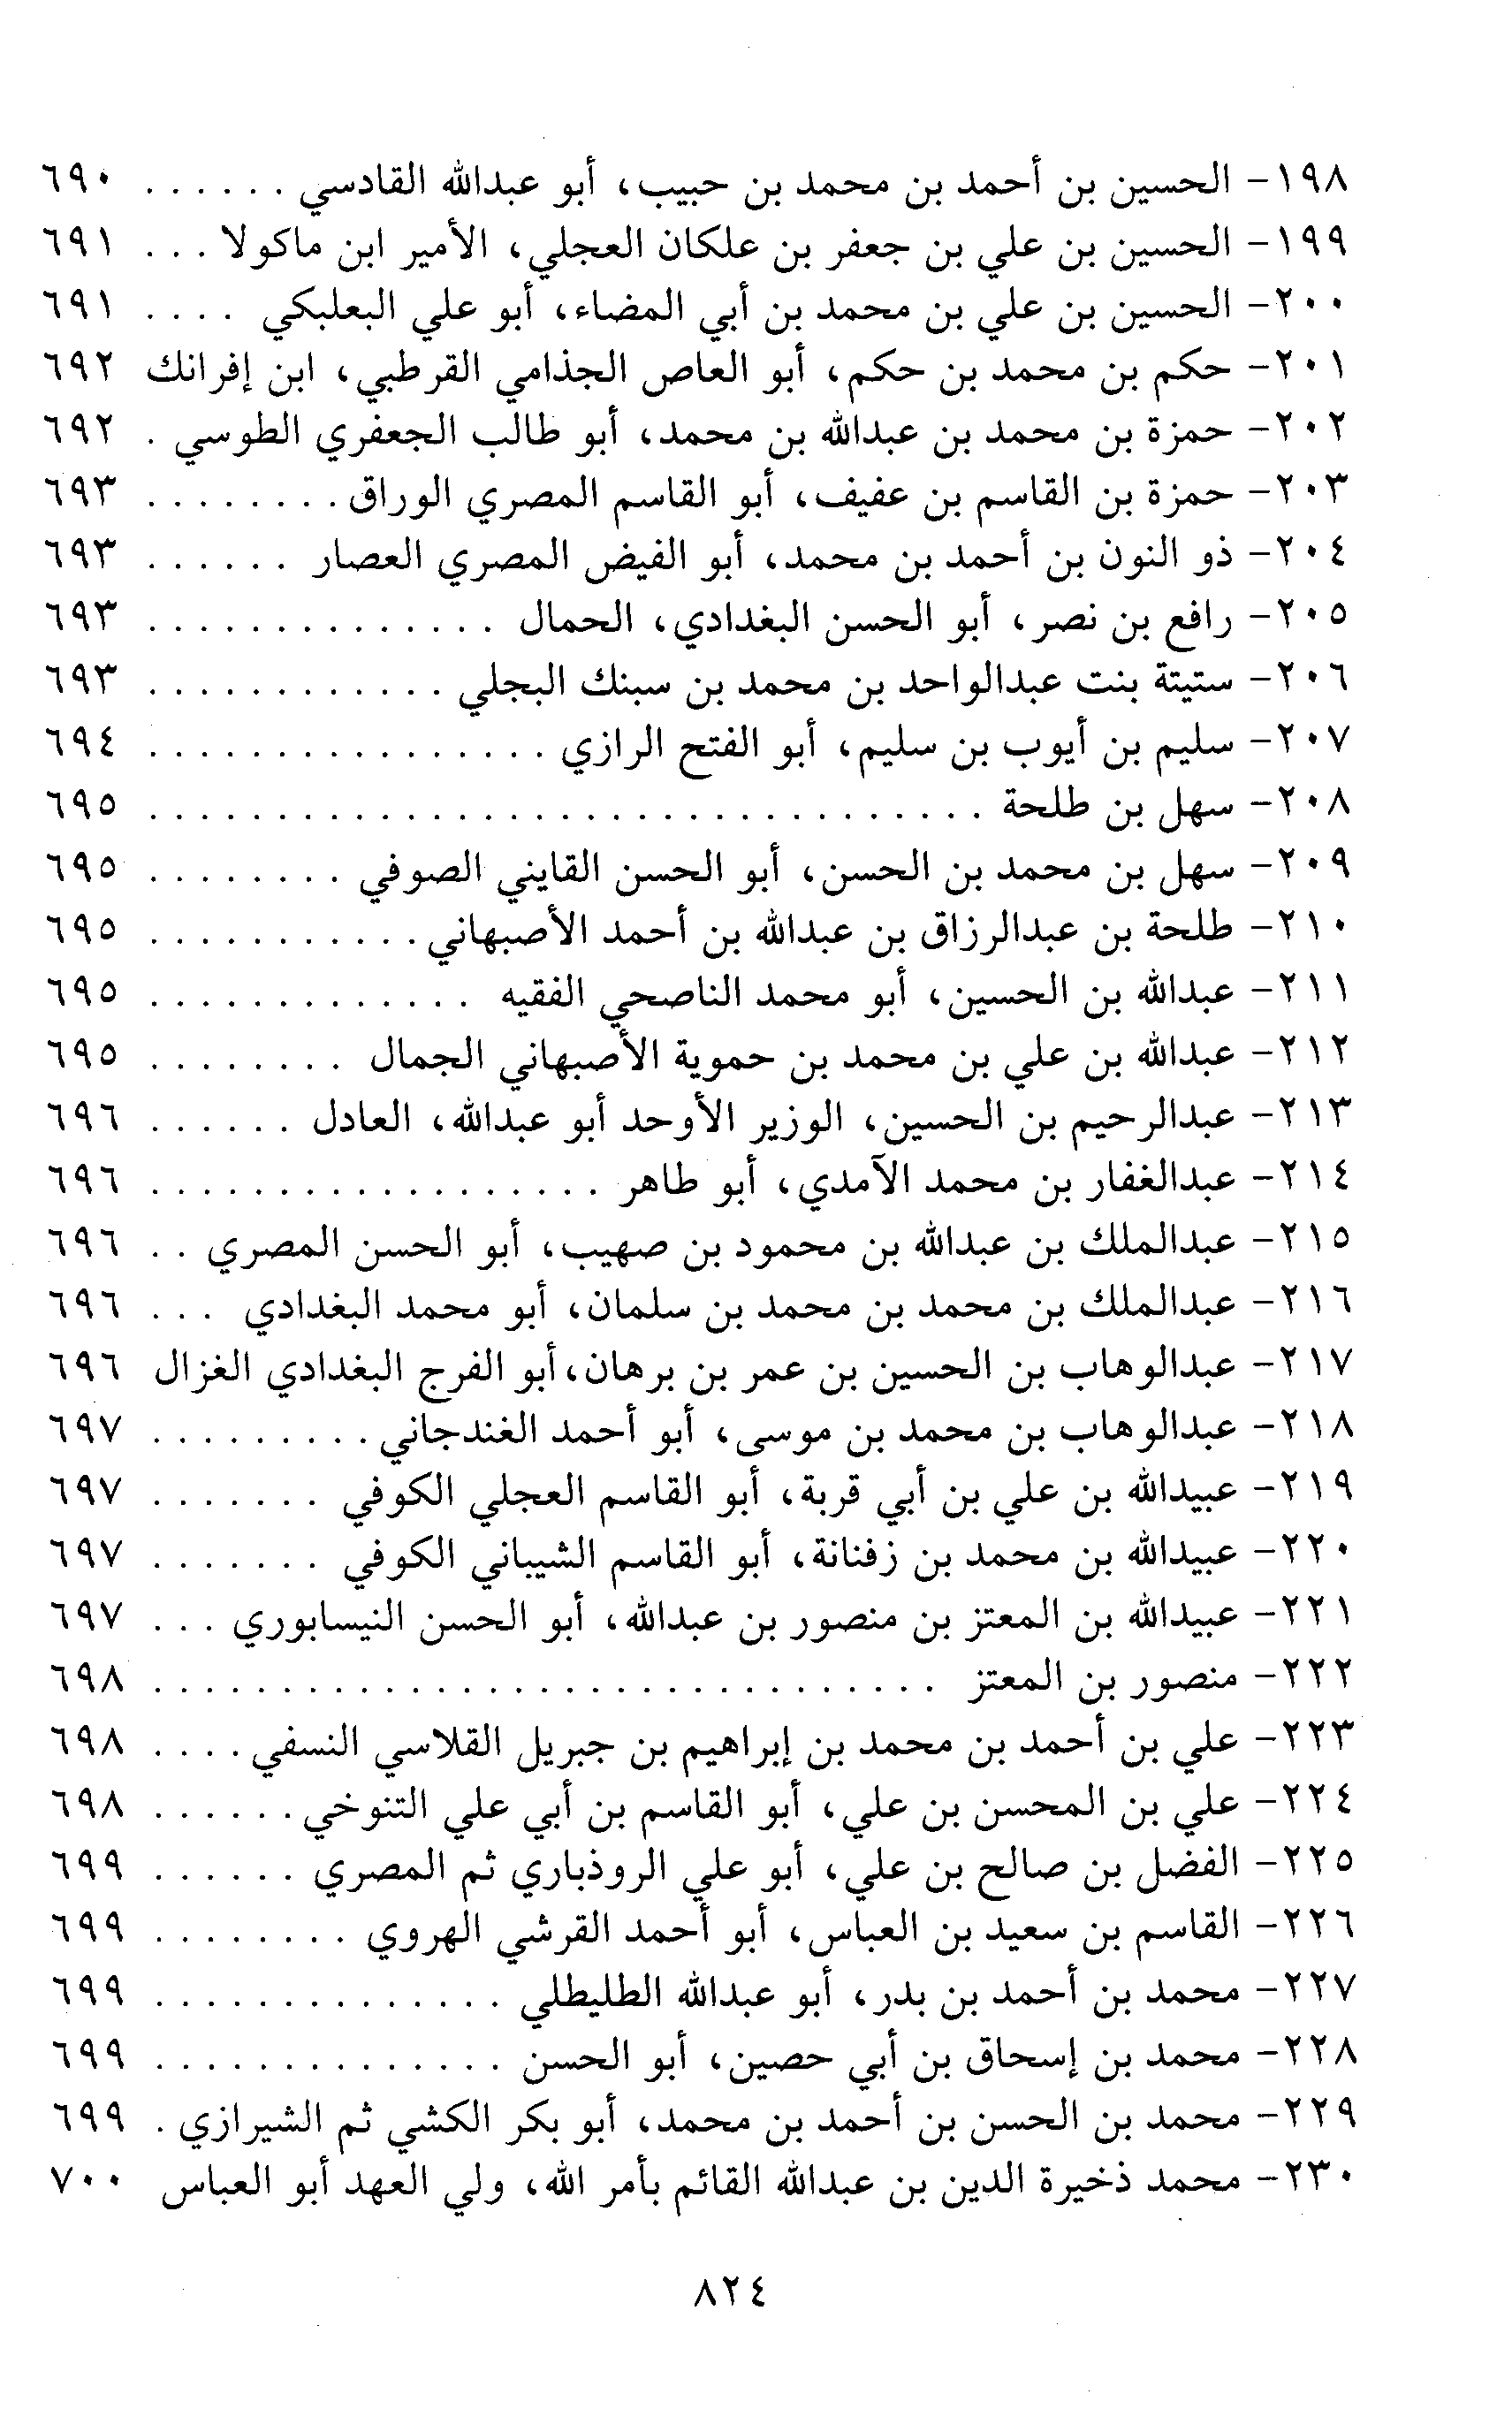 ١٩٨- الحسين بن أحمد بن محمد بن حبيب، أبو عبدالله القادسي . . . . . . ٦٩٠
١٩٩- الحسين بن علي بن جعفر بن علكان العجلي، الأمير ابن ماكولا . . . ٦٩١
٢٠٠- الحسين بن علي بن محمد بن أبي المضاء، أبو علي البعلبكي . . . . ٦٩١
٢٠١- حكم بن محمد بن حكم، أبو العاص الجذامي القرطبي، ابن إفرانك ٦٩٢
٢٠٢- حمزة بن محمد بن عبدالله بن محمد، أبو طالب الجعفري الطوسي . ٦٩٢
٢٠٣- حمزة بن القاسم بن عفيف، أبو القاسم المصري الوراق . . . . . . . . ٦٩٣
٢٠٤- ذو النون بن أحمد بن محمد، أبو الفيض المصري العصار . . . . . . ٦٩٣
٢٠٥- رافع بن نصر، أبو الحسن البغدادي، الحمال . . . . . . . . . . . . . . ٦٩٣
٢٠٦- ستيتة بنت عبدالواحد بن محمد بن سبنك البجلي . . . . . . . . . . . . ٦٩٣
٢٠٧- سليم بن أيوب بن سليم، أبو الفتح الرازي . . . . . . . . . . . . . . . . ٦٩٤
٢٠٨- سهل بن طلحة . . . . . . . . . . . . . . . . . . . . . . . . . . . . . . . . . ٦٩٥
٢٠٩- سهل بن محمد بن الحسن، أبو الحسن القايني الصوفي . . . . . . . . ٦٩٥
٢١٠- طلحة بن عبدالرزاق بن عبدالله بن أحمد الأصبهاني . . . . . . . . . . . ٦٩٥
٢١١- عبدالله بن الحسين، أبو محمد الناصحي الفقيه . . . . . . . . . . . . . ٦٩٥
٢١٢- عبدالله بن علي بن محمد بن حموية الأصبهاني الجمال . . . . . . . . ٦٩٥
٢١٣- عبدالرحيم بن الحسين، الوزير الأوحد أبو عبدالله، العادل . . . . . . ٦٩٦
٢١٤- عبدالغفار بن محمد الآمدي، أبو طاهر . . . . . . . . . . . . . . . . . . ٦٩٦
٢١٥- عبدالملك بن عبدالله بن محمود بن صهيب، أبو الحسن المصري . . ٦٩٦
٢١٦- عبدالملك بن محمد بن محمد بن سلمان، أبو محمد البغدادي . . . ٦٩٦
٢١٧- عبدالوهاب بن الحسين بن عمر بن برهان، أبو الفرج البغدادي الغزال ٦٩٦
٢١٨- عبدالوهاب بن محمد بن موسى، أبو أحمد الغندجاني . . . . . . . . . ٦٩٧
٢١٩- عبيدالله بن علي بن أبي قربة، أبو القاسم العجلي الكوفي . . . . . . . ٦٩٧
٢٢٠- عبيدالله بن محمد بن زفنانة، أبو القاسم الشيباني الكوفي . . . . . . . ٦٩٧
٢٢١- عبيدالله بن المعتز بن منصور بن عبدالله، أبو الحسن النيسابوري . . . ٦٩٧
٢٢٢- منصور بن المعتز . . . . . . . . . . . . . . . . . . . . . . . . . . . . . . . ٦٩٨
٢٢٣- علي بن أحمد بن محمد بن إبراهيم بن جبريل القلاسي النسفي . . . . ٦٩٨
٢٢٤- علي بن المحسن بن علي، أبو القاسم بن أبي علي التنوخي . . . . . . ٦٩٨
٢٢٥- الفضل بن صالح بن علي، أبو علي الروذباري ثم المصري . . . . . . ٦٩٩
٢٢٦- القاسم بن سعيد بن العباس، أبو أحمد القرشي الهروي . . . . . . . . ٦٩٩
٢٢٧- محمد بن أحمد بن بدر، أبو عبدالله الطليطلي . . . . . . . . . . . . . . ٦٩٩
٢٢٨- محمد بن إسحاق بن أبي حصين، أبو الحسن . . . . . . . . . . . . . . ٦٩٩
٢٢٩- محمد بن الحسن بن أحمد بن محمد، أبو بكر الكشي ثم الشيرازي . ٦٩٩
٢٣٠- محمد ذخيرة الدين بن عبدالله القائم بأمر الله، ولي العهد أبو العباس ٧٠٠
٨٢٤